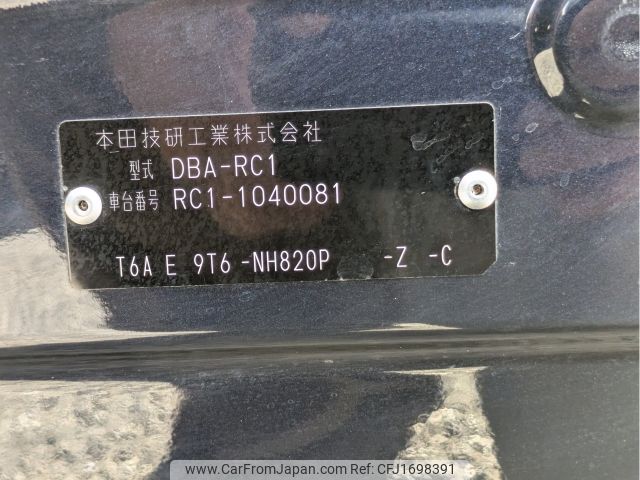 本田技研工業株式会社
型式 DBA-RC1
車台番号 RC1-1040081
T6A E 9T6 -NH820P -Z -C
www.CarFromJapan.com | Ref. No CFJ1698391